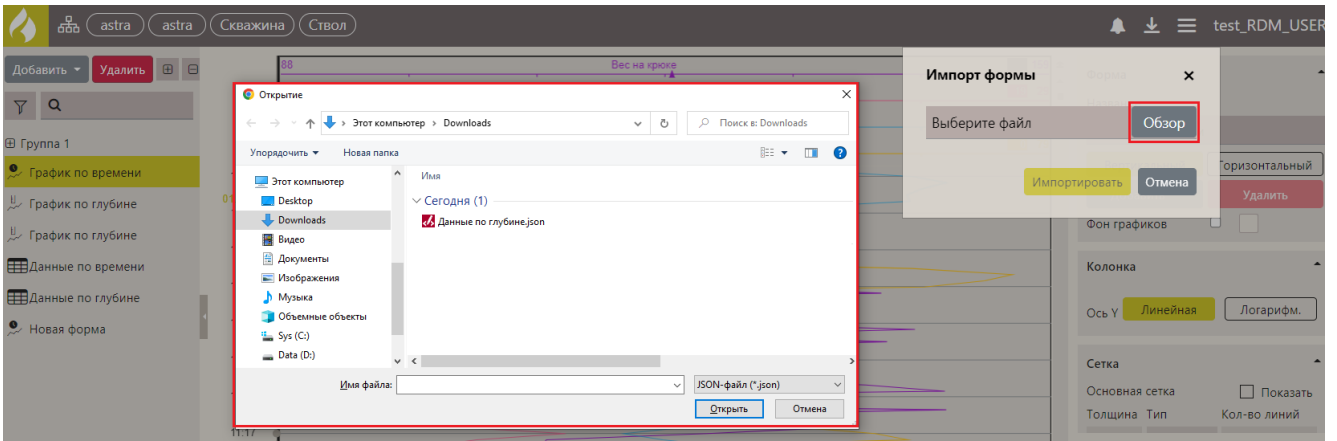 astra astra Скважина Ствол test_RDM_USER
Добавить Удалить
Группа 1
График по времени
График по глубине
График по глубине
Данные по времени
Данные по глубине
Новая форма
88 Вес на крюке
11:17
Открытие
Этот компьютер › Downloads
Поиск в: Downloads
Упорядочить Новая папка
Этот компьютер
Desktop
Downloads
Видео
Документы
Изображения
Музыка
Объемные объекты
Sys (C:)
Data (D:)
Имя
Сегодня (1)
Данные по глубине.json
Имя файла: JSON-файл (*.json)
Открыть Отмена
Импорт формы
Выберите файл Обзор
Импортировать Отмена
Горизонтальный
Удалить
Фон графиков
Колонка
Ось Y Линейная Логарифм.
Сетка
Основная сетка Показать
Толщина Тип Кол-во линий